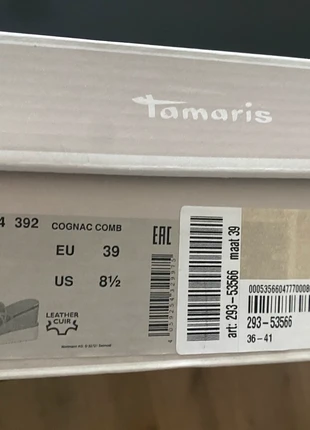 Tamaris
4 392 COGNAC COMB
EU 39
US 8½
LEATHER
CUIR
EAC
art: 293-53566 maat 39
293-53566
36-41